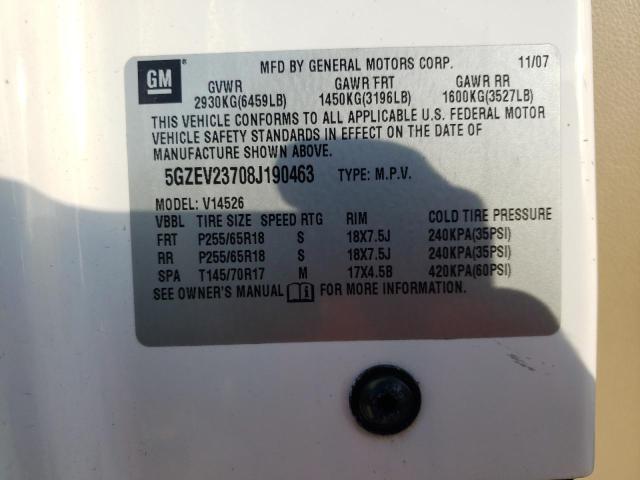 GM ®
MFD BY GENERAL MOTORS CORP. 11/07
GVWR GAWR FRT GAWR RR
2930KG(6459LB) 1450KG(3196LB) 1600KG(3527LB)
THIS VEHICLE CONFORMS TO ALL APPLICABLE U.S. FEDERAL MOTOR
VEHICLE SAFETY STANDARDS IN EFFECT ON THE DATE OF
MANUFACTURE SHOWN ABOVE.
5GZEV23708J190463 TYPE: M.P.V.
MODEL: V14526
VBBL TIRE SIZE SPEED RTG RIM COLD TIRE PRESSURE
FRT P255/65R18 S 18X7.5J 240KPA(35PSI)
RR P255/65R18 S 18X7.5J 240KPA(35PSI)
SPA T145/70R17 M 17X4.5B 420KPA(60PSI)
SEE OWNER'S MANUAL FOR MORE INFORMATION.